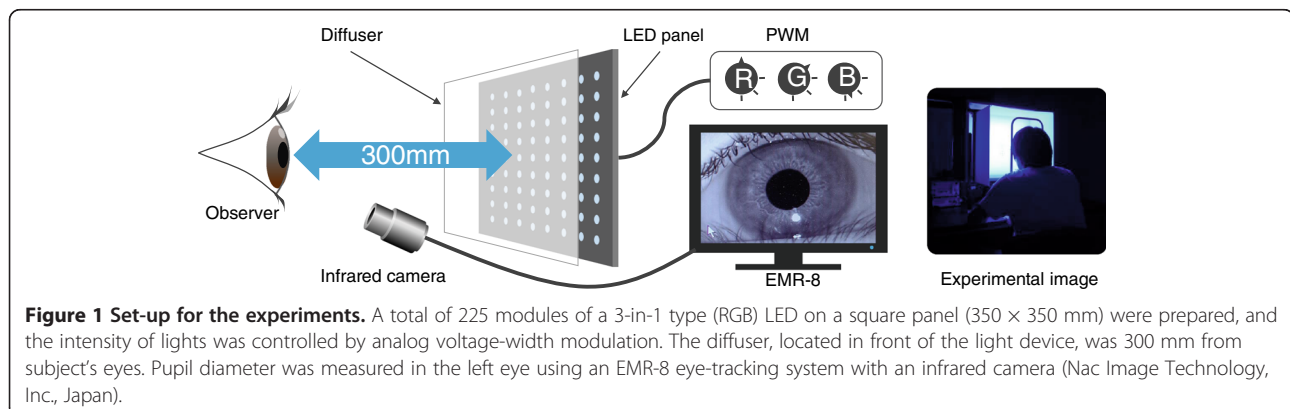 Diffuser
LED panel
PWM
R G B
300mm
Observer
Infrared camera
EMR-8
Experimental image
Figure 1 Set-up for the experiments. A total of 225 modules of a 3-in-1 type (RGB) LED on a square panel (350 × 350 mm) were prepared, and
the intensity of lights was controlled by analog voltage-width modulation. The diffuser, located in front of the light device, was 300 mm from
subject's eyes. Pupil diameter was measured in the left eye using an EMR-8 eye-tracking system with an infrared camera (Nac Image Technology,
Inc., Japan).